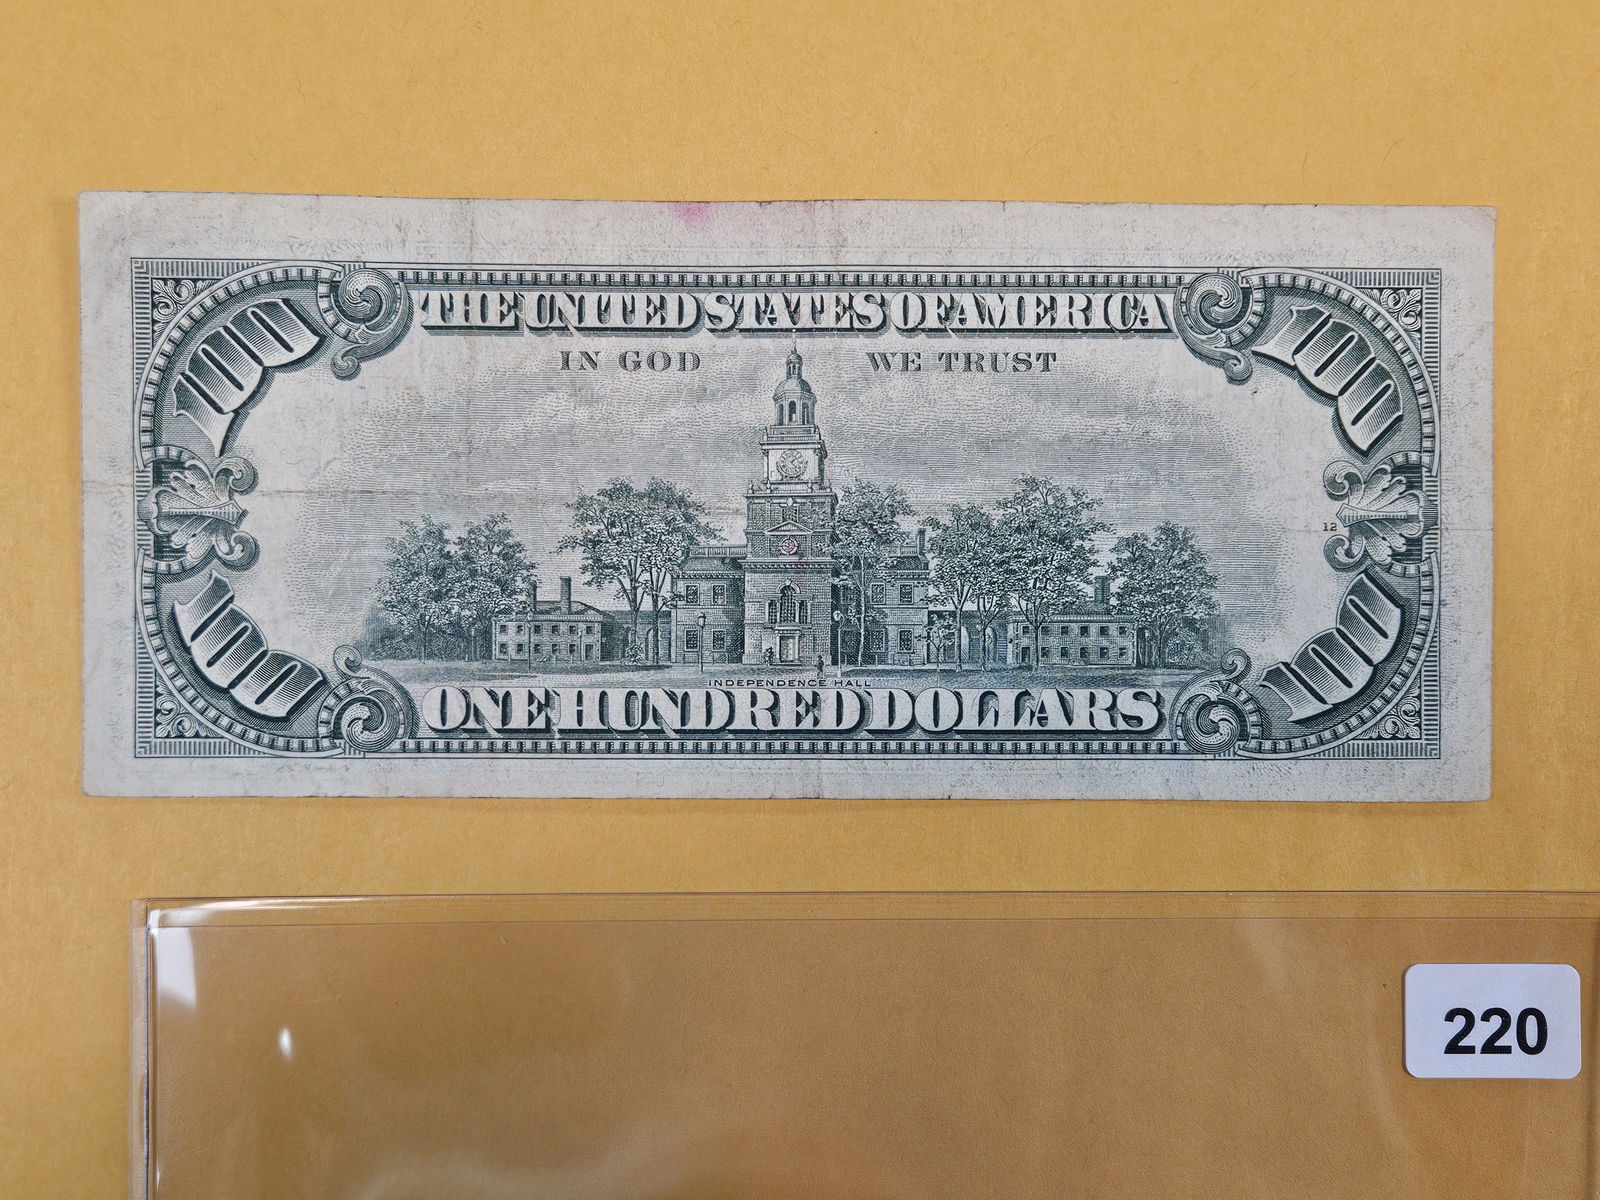 THE UNITED STATES OF AMERICA
IN GOD WE TRUST
100
100
12
100
100
INDEPENDENCE HALL
ONE HUNDRED DOLLARS
220